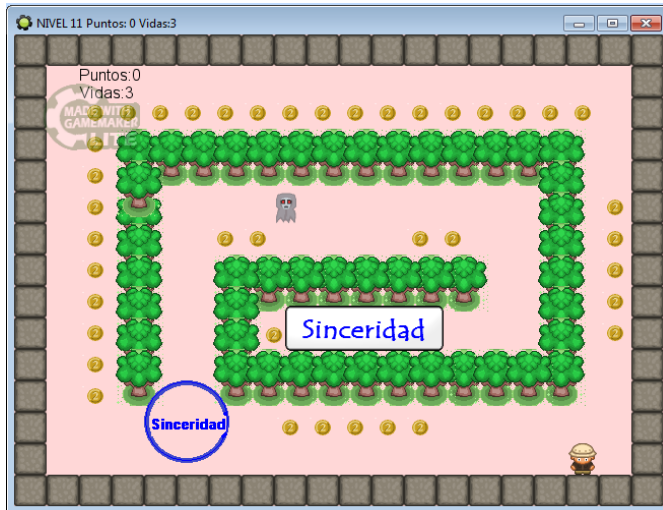 NIVEL 11 Puntos: 0 Vidas:3
Puntos:0
Vidas:3
MADE WITH
GAMEMAKER
LITE
Sinceridad
Sinceridad